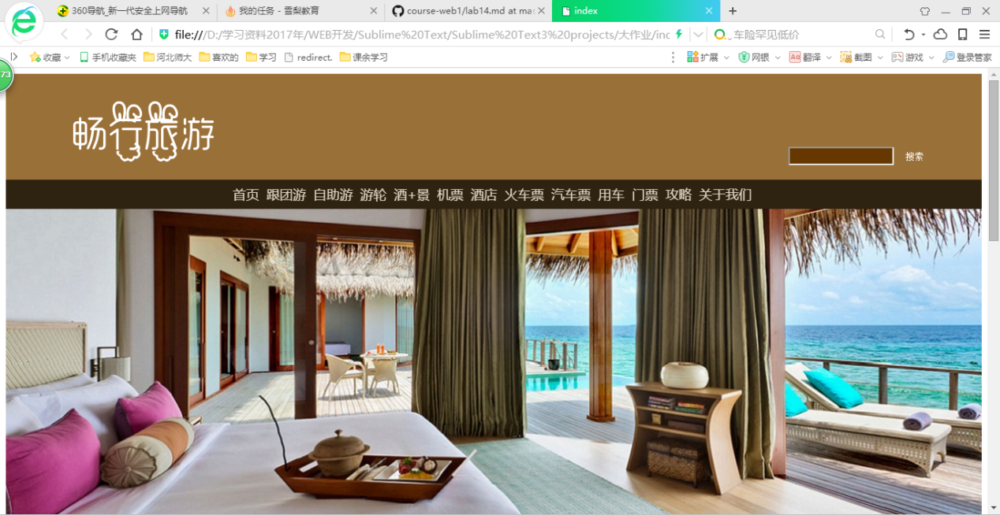 360导航_新一代安全上网导航
我的任务 - 雪梨教育
course-web1/lab14.md at mas
index
file:///D:/学习资料2017年/WEB开发/Sublime%20Text/Sublime%20Text3%20projects/大作业/inc
车险罕见低价
收藏
手机收藏夹
河北师大
喜欢的
学习
redirect.
课余学习
扩展
网银
Aa
翻译
截图
游戏
登录管家
73
畅行旅游
搜索
首页 跟团游 自助游 游轮 酒+景 机票 酒店 火车票 汽车票 用车 门票 攻略 关于我们